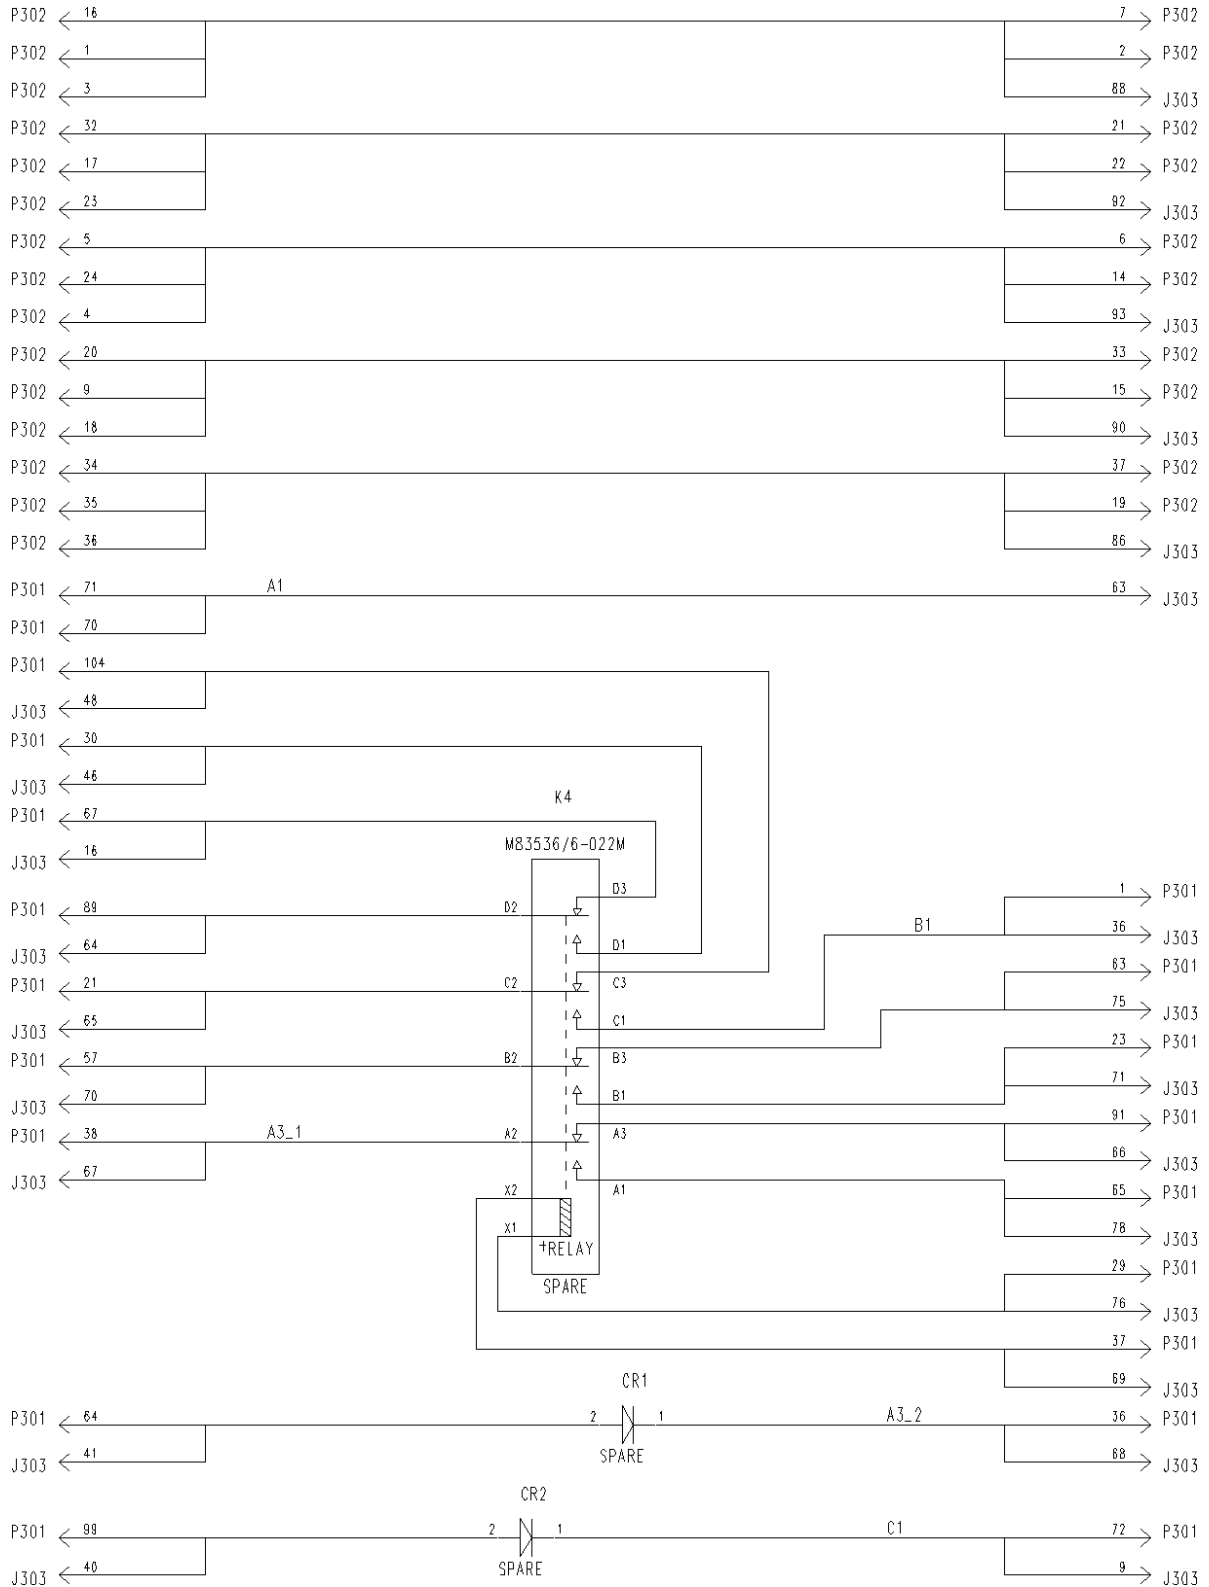 P302 16 7 P302
P302 1 2 P302
P302 3 88 J303
P302 32 21 P302
P302 17 22 P302
P302 23 92 J303
P302 5 6 P302
P302 24 14 P302
P302 4 93 J303
P302 20 33 P302
P302 9 15 P302
P302 18 90 J303
P302 34 37 P302
P302 35 19 P302
P302 36 86 J303
P301 71 A1 63 J303
P301 70
P301 104
J303 48
P301 30
J303 46
K4
P301 67
M83536/6-022M
J303 16
D3 1 P301
P301 89 D2
B1 36 J303
J303 64 D1
63 P301
P301 21 C2 C3
75 J303
J303 65 C1
23 P301
P301 57 B2 B3
71 J303
J303 70 B1
91 P301
P301 38 A3_1 A2 A3
66 J303
J303 67
X2 A1 65 P301
X1 78 J303
+RELAY
29 P301
SPARE
76 J303
37 P301
CR1
69 J303
P301 64 2 1 A3_2 36 P301
J303 41 SPARE 68 J303
CR2
P301 99 2 1 C1 72 P301
J303 40 SPARE 9 J303